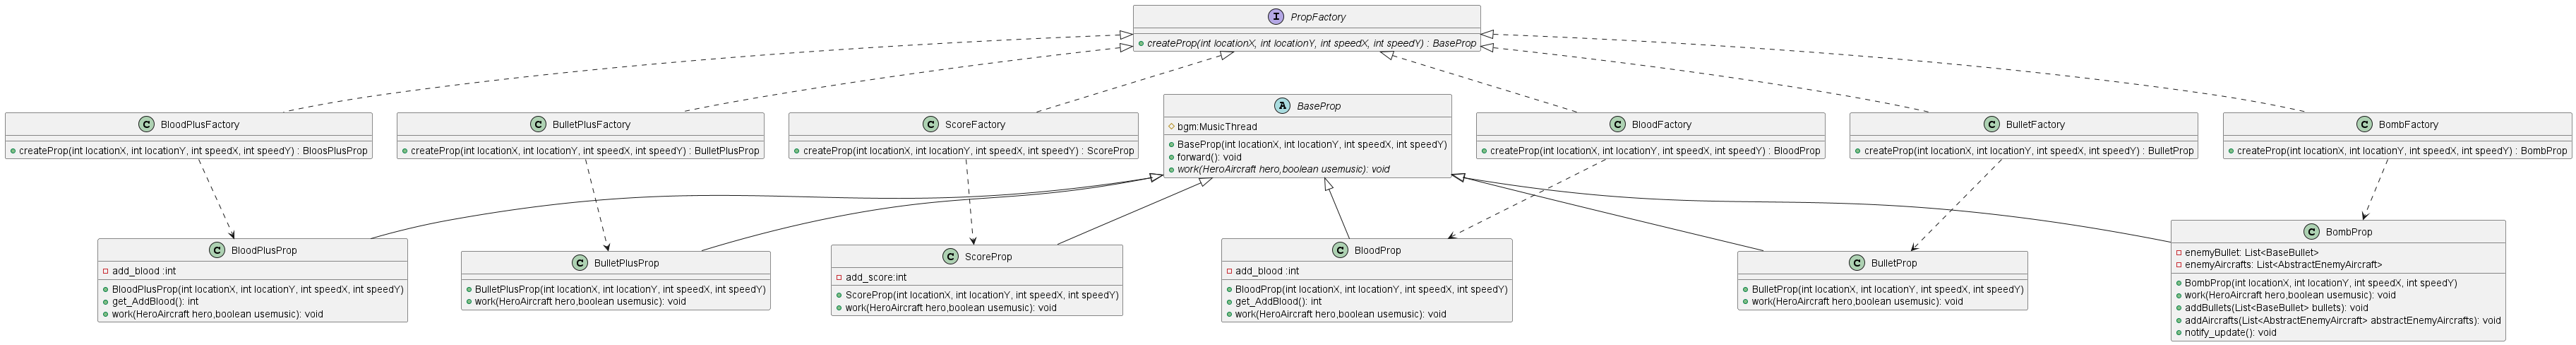 I PropFactory
createProp(int locationX, int locationY, int speedX, int speedY) : BaseProp
C BloodPlusFactory
createProp(int locationX, int locationY, int speedX, int speedY) : BloosPlusProp
C BulletPlusFactory
createProp(int locationX, int locationY, int speedX, int speedY) : BulletPlusProp
C ScoreFactory
createProp(int locationX, int locationY, int speedX, int speedY) : ScoreProp
A BaseProp
bgm:MusicThread
BaseProp(int locationX, int locationY, int speedX, int speedY)
forward(): void
work(HeroAircraft hero,boolean usemusic): void
C BloodFactory
createProp(int locationX, int locationY, int speedX, int speedY) : BloodProp
C BulletFactory
createProp(int locationX, int locationY, int speedX, int speedY) : BulletProp
C BombFactory
createProp(int locationX, int locationY, int speedX, int speedY) : BombProp
C BloodPlusProp
add_blood :int
BloodPlusProp(int locationX, int locationY, int speedX, int speedY)
get_AddBlood(): int
work(HeroAircraft hero,boolean usemusic): void
C BulletPlusProp
BulletPlusProp(int locationX, int locationY, int speedX, int speedY)
work(HeroAircraft hero,boolean usemusic): void
C ScoreProp
add_score:int
ScoreProp(int locationX, int locationY, int speedX, int speedY)
work(HeroAircraft hero,boolean usemusic): void
C BloodProp
add_blood :int
BloodProp(int locationX, int locationY, int speedX, int speedY)
get_AddBlood(): int
work(HeroAircraft hero,boolean usemusic): void
C BulletProp
BulletProp(int locationX, int locationY, int speedX, int speedY)
work(HeroAircraft hero,boolean usemusic): void
C BombProp
enemyBullet: List<BaseBullet>
enemyAircrafts: List<AbstractEnemyAircraft>
BombProp(int locationX, int locationY, int speedX, int speedY)
work(HeroAircraft hero,boolean usemusic): void
addBullets(List<BaseBullet> bullets): void
addAircrafts(List<AbstractEnemyAircraft> abstractEnemyAircrafts): void
notify_update(): void